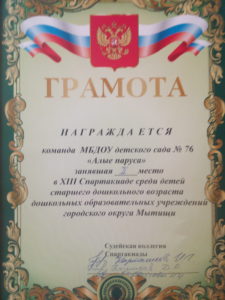 ГРАМОТА
НАГРАЖДАЕТСЯ
команда МБДОУ детского сада № 76
«Алые паруса»
занявшая I место
в XIII Спартакиаде среди детей
старшего дошкольного возраста
дошкольных образовательных учреждений
городского округа Мытищи
Судейская коллегия
Спартакиады